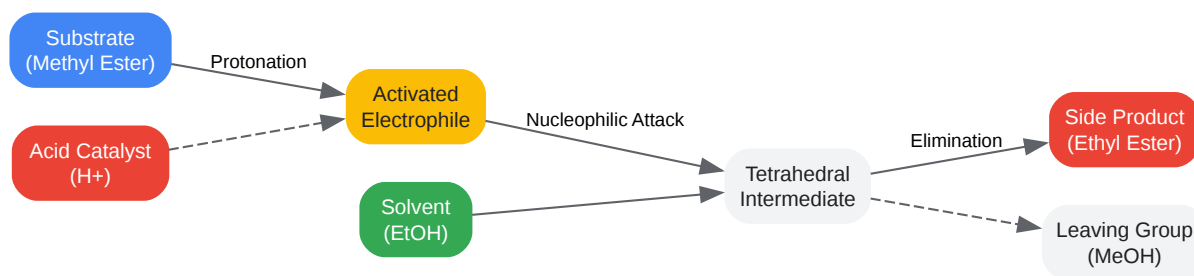 Substrate
(Methyl Ester)
Protonation
Acid Catalyst
(H+)
Activated
Electrophile
Nucleophilic Attack
Solvent
(EtOH)
Tetrahedral
Intermediate
Elimination
Side Product
(Ethyl Ester)
Leaving Group
(MeOH)